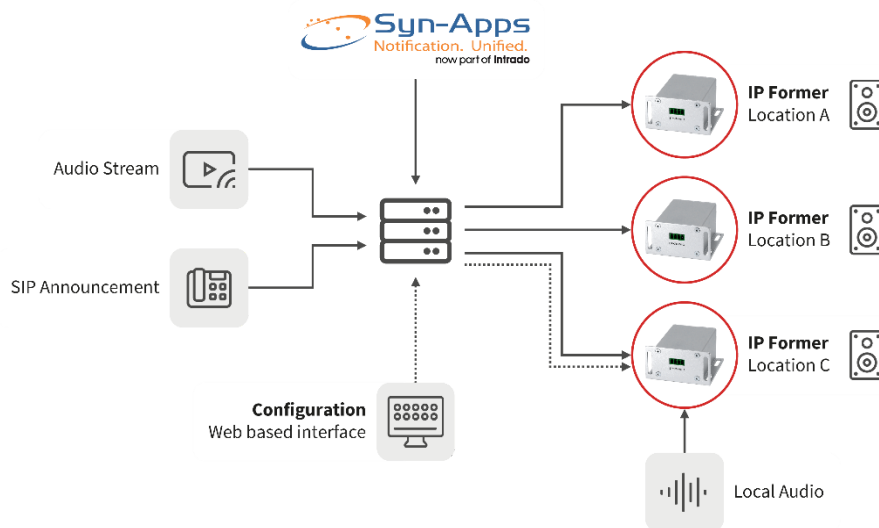 Syn-Apps
Notification. Unified.
now part of Intrado
IP Former
Location A
Audio Stream
IP Former
Location B
SIP Announcement
IP Former
Location C
Configuration
Web based interface
Local Audio